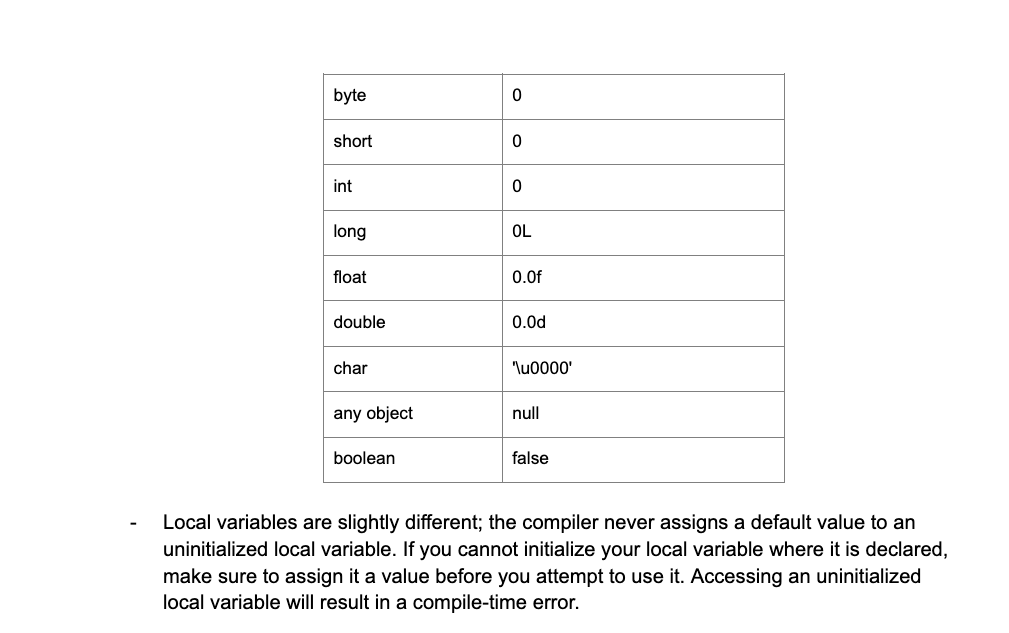 byte 0
short 0
int 0
long 0L
float 0.0f
double 0.0d
char '\u0000'
any object null
boolean false
- Local variables are slightly different; the compiler never assigns a default value to an
uninitialized local variable. If you cannot initialize your local variable where it is declared,
make sure to assign it a value before you attempt to use it. Accessing an uninitialized
local variable will result in a compile-time error.